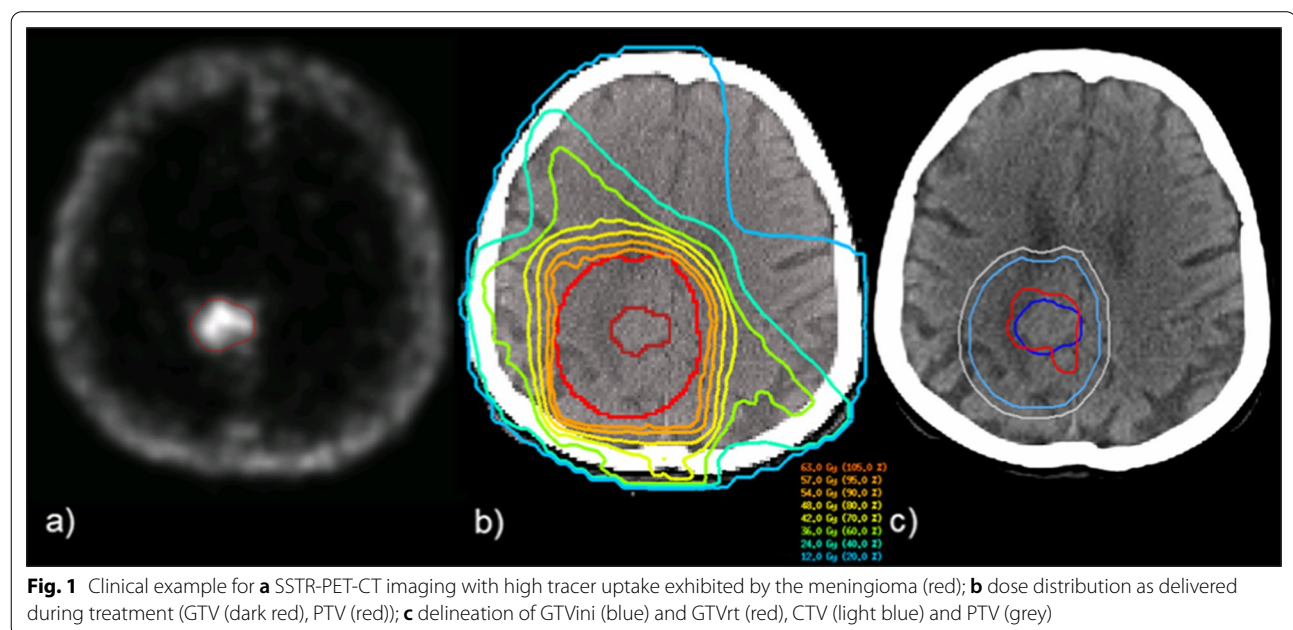 a)
b)
63.0 Gy (105.0 %)
57.0 Gy (95.0 %)
54.0 Gy (90.0 %)
48.0 Gy (80.0 %)
42.0 Gy (70.0 %)
36.0 Gy (60.0 %)
24.0 Gy (40.0 %)
12.0 Gy (20.0 %)
c)
Fig. 1 Clinical example for a SSTR-PET-CT imaging with high tracer uptake exhibited by the meningioma (red); b dose distribution as delivered
during treatment (GTV (dark red), PTV (red)); c delineation of GTVini (blue) and GTVrt (red), CTV (light blue) and PTV (grey)